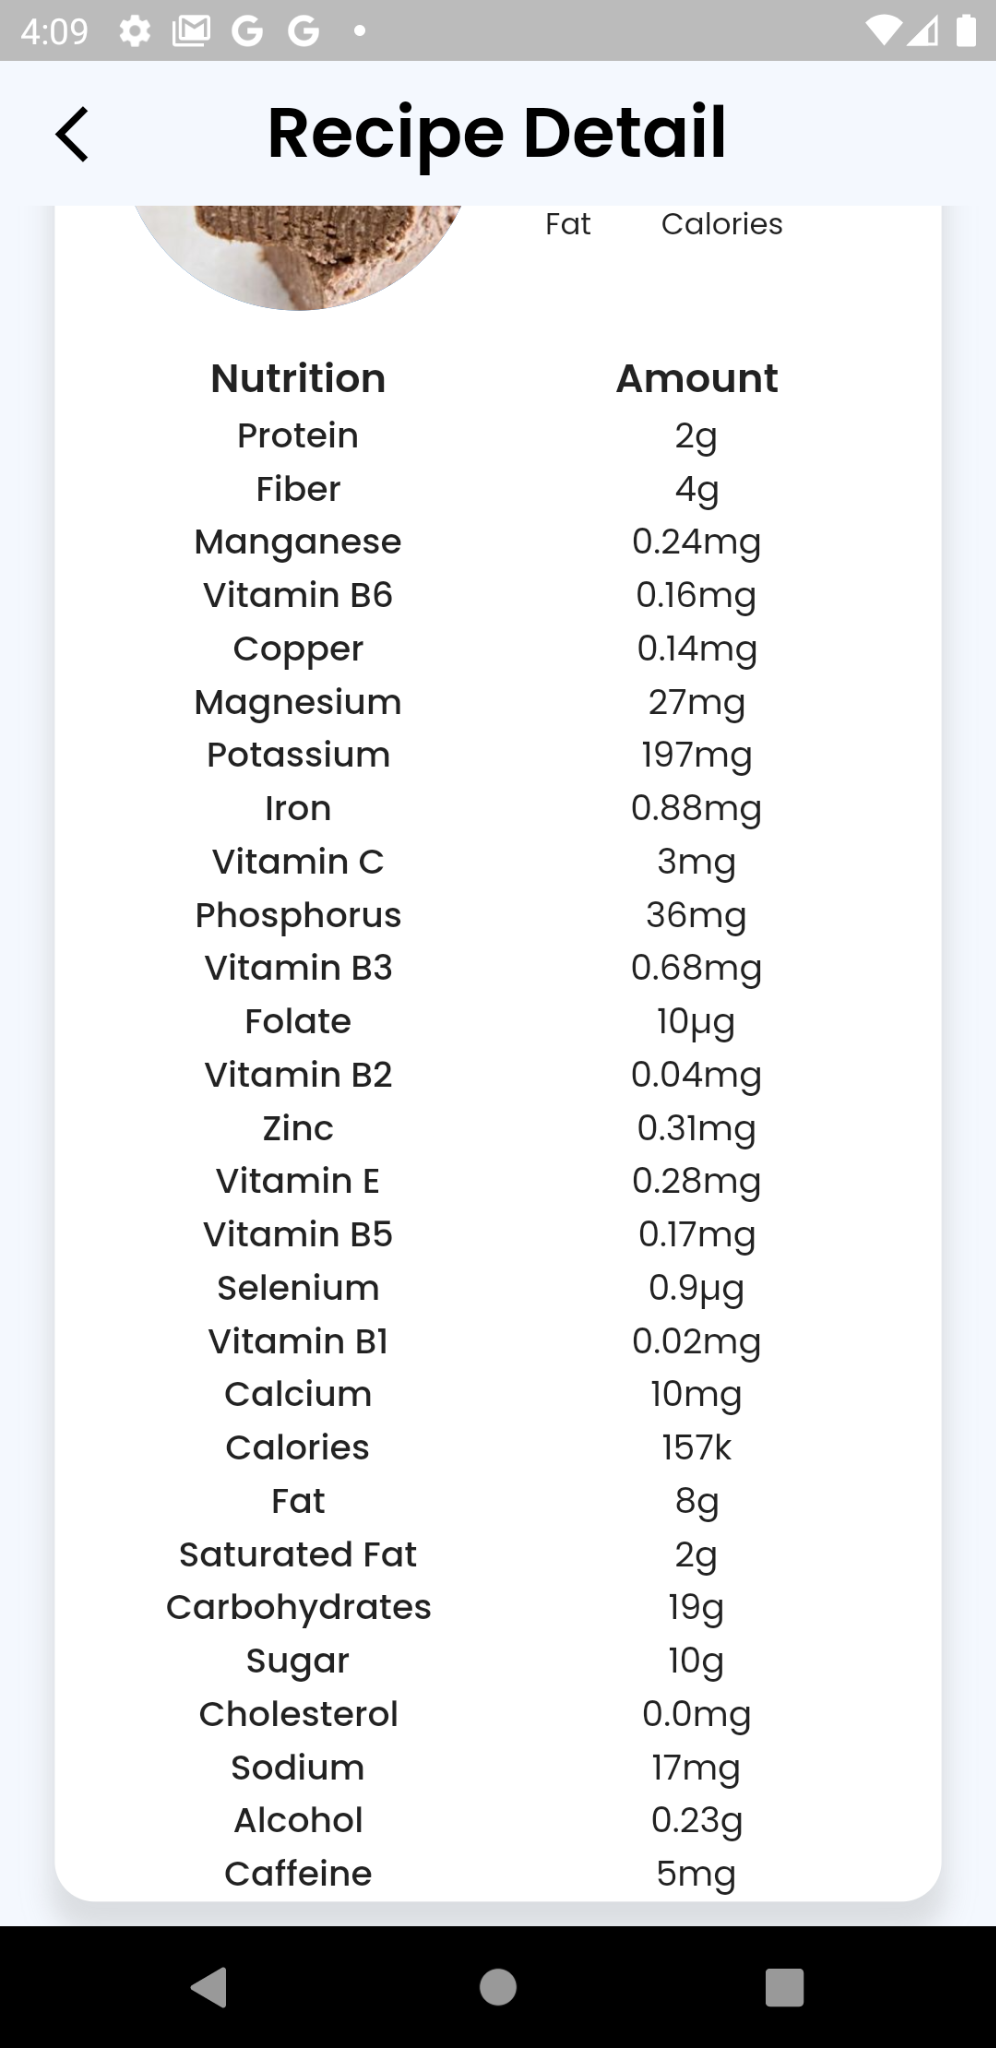 4:09
Recipe Detail
Fat Calories
Nutrition Amount
Protein 2g
Fiber 4g
Manganese 0.24mg
Vitamin B6 0.16mg
Copper 0.14mg
Magnesium 27mg
Potassium 197mg
Iron 0.88mg
Vitamin C 3mg
Phosphorus 36mg
Vitamin B3 0.68mg
Folate 10µg
Vitamin B2 0.04mg
Zinc 0.31mg
Vitamin E 0.28mg
Vitamin B5 0.17mg
Selenium 0.9µg
Vitamin B1 0.02mg
Calcium 10mg
Calories 157k
Fat 8g
Saturated Fat 2g
Carbohydrates 19g
Sugar 10g
Cholesterol 0.0mg
Sodium 17mg
Alcohol 0.23g
Caffeine 5mg